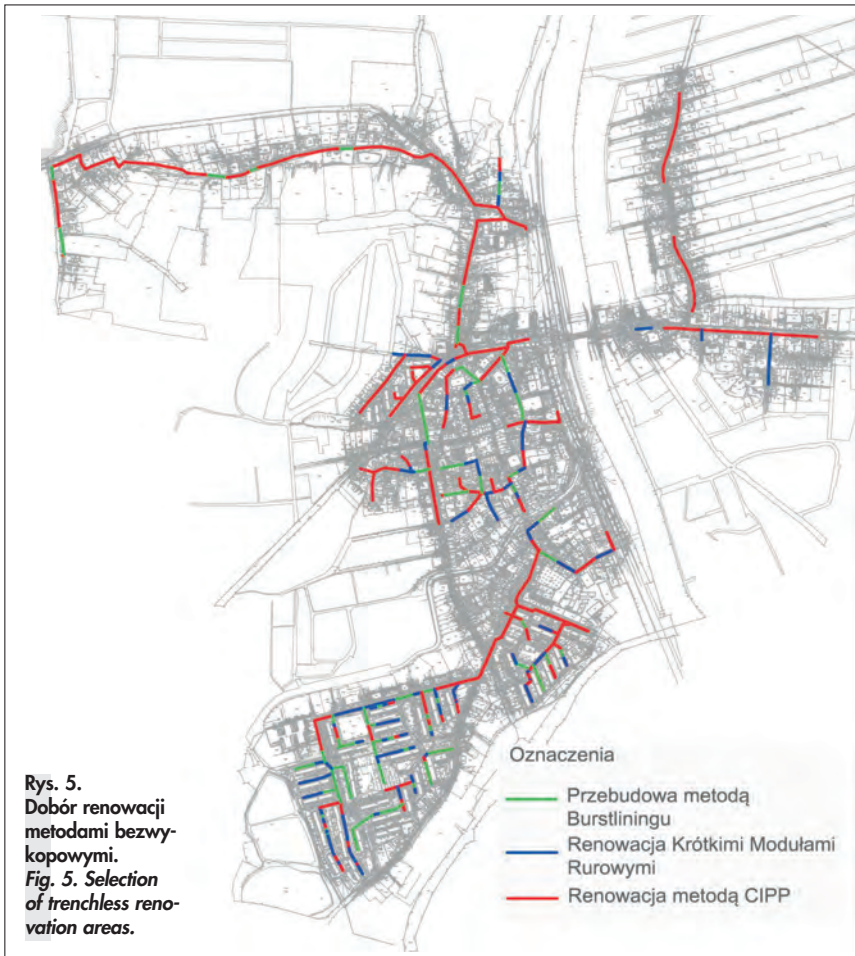 Oznaczenia
Przebudowa metodą
Burstliningu
Renowacja Krótkimi Modułami
Rurowymi
Renowacja metodą CIPP
Rys. 5.
Dobór renowacji
metodami bezwy-
kopowymi.
Fig. 5. Selection
of trenchless reno-
vation areas.